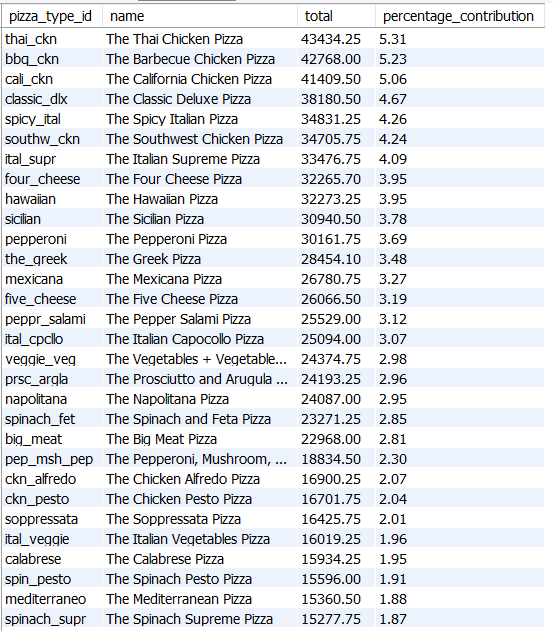 pizza_type_id name total percentage_contribution
thai_ckn The Thai Chicken Pizza 43434.25 5.31
bbq_ckn The Barbecue Chicken Pizza 42768.00 5.23
cali_ckn The California Chicken Pizza 41409.50 5.06
classic_dlx The Classic Deluxe Pizza 38180.50 4.67
spicy_ital The Spicy Italian Pizza 34831.25 4.26
southw_ckn The Southwest Chicken Pizza 34705.75 4.24
ital_supr The Italian Supreme Pizza 33476.75 4.09
four_cheese The Four Cheese Pizza 32265.70 3.95
hawaiian The Hawaiian Pizza 32273.25 3.95
sicilian The Sicilian Pizza 30940.50 3.78
pepperoni The Pepperoni Pizza 30161.75 3.69
the_greek The Greek Pizza 28454.10 3.48
mexicana The Mexicana Pizza 26780.75 3.27
five_cheese The Five Cheese Pizza 26066.50 3.19
peppr_salami The Pepper Salami Pizza 25529.00 3.12
ital_cpcllo The Italian Capocollo Pizza 25094.00 3.07
veggie_veg The Vegetables + Vegetable... 24374.75 2.98
prsc_argla The Prosciutto and Arugula ... 24193.25 2.96
napolitana The Napolitana Pizza 24087.00 2.95
spinach_fet The Spinach and Feta Pizza 23271.25 2.85
big_meat The Big Meat Pizza 22968.00 2.81
pep_msh_pep The Pepperoni, Mushroom, ... 18834.50 2.30
ckn_alfredo The Chicken Alfredo Pizza 16900.25 2.07
ckn_pesto The Chicken Pesto Pizza 16701.75 2.04
soppressata The Soppressata Pizza 16425.75 2.01
ital_veggie The Italian Vegetables Pizza 16019.25 1.96
calabrese The Calabrese Pizza 15934.25 1.95
spin_pesto The Spinach Pesto Pizza 15596.00 1.91
mediterraneo The Mediterranean Pizza 15360.50 1.88
spinach_supr The Spinach Supreme Pizza 15277.75 1.87